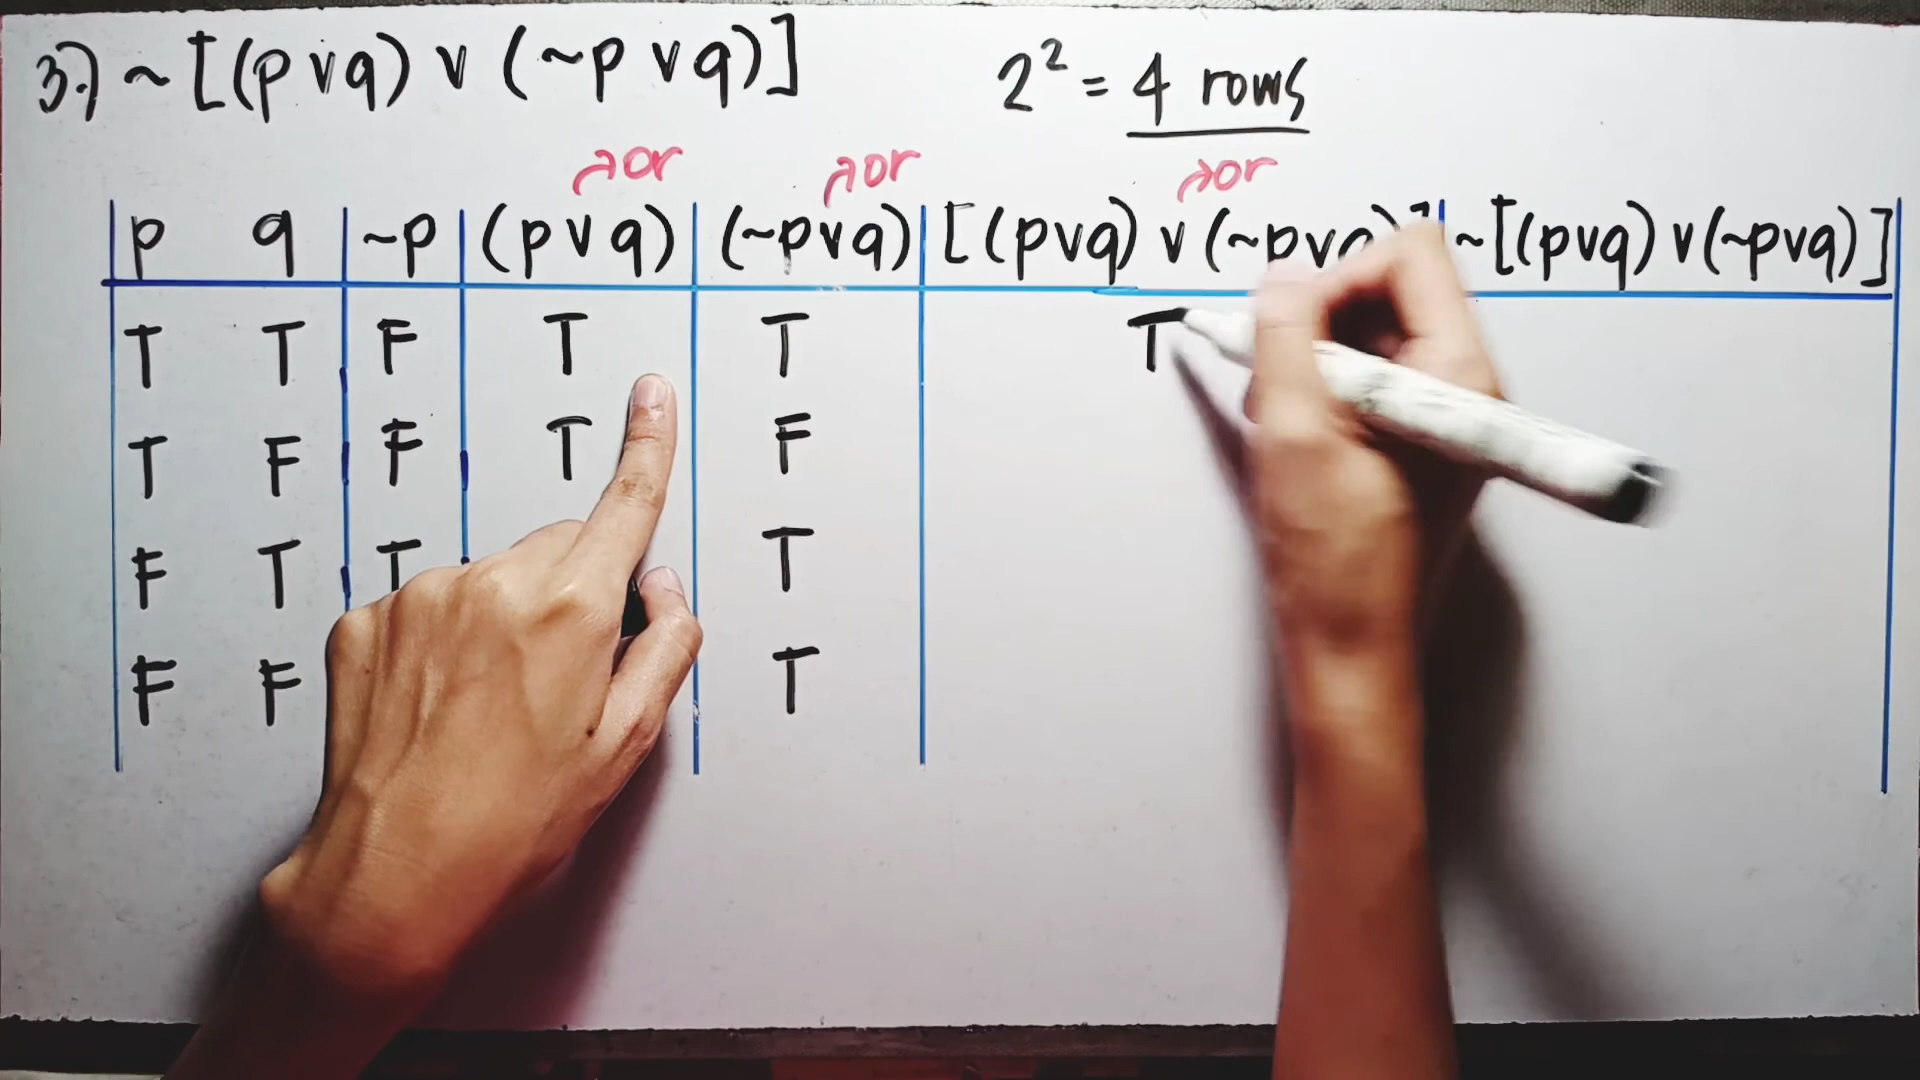 3.) ~[(p ∨ q) ∨ (~p ∨ q)]
2² = 4 rows
or or or
p q ~p (p ∨ q) (~p ∨ q) [(p ∨ q) ∨ (~p ∨ q)] ~[(p ∨ q) ∨ (~p ∨ q)]
T T F T T T
T F F T F
F T T T
F F T